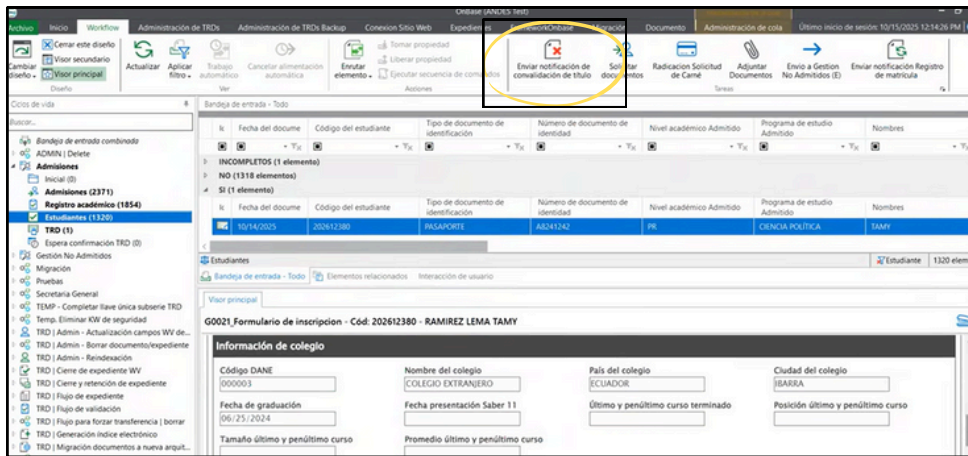 OnBase (ANDES Test)
Archivo Inicio Workflow Administración de TRDs Administración de TRDs Backup Conexion Sitio Web Documento Administración de cola Último inicio de sesión: 10/15/2025 12:14:26 PM
Cambiar diseño
Cerrar este diseño
Visor secundario
Visor principal
Diseño
Actualizar
Aplicar filtro
Trabajo automático
Cancelar alimentación automática
Ver
Enrutar elemento
Tomar propiedad
Liberar propiedad
Ejecutar secuencia de comandos
Acciones
Enviar notificación de convalidación de título
Solicitar documentos
Radicacion Solicitud de Carné
Adjuntar Documentos
Envio a Gestion No Admitidos (E)
Enviar notificación Registro de matrícula
Tareas
Ciclos de vida
Buscar...
Bandeja de entrada combinada
ADMIN | Delete
Admisiones
Inicial (0)
Admisiones (2371)
Registro académico (1854)
Estudiantes (1320)
TRD (1)
Espera confirmación TRD (0)
Gestión No Admitidos
Migración
Pruebas
Secretaria General
TEMP - Completar llave única subserie TRD
Temp. Eliminar KW de seguridad
TRD | Admin - Actualización campos WV de...
TRD | Admin - Borrar documento/expediente
TRD | Admin - Reindexación
TRD | Cierre de expediente WV
TRD | Cierre y retención de expediente
TRD | Flujo de expediente
TRD | Flujo de validación
TRD | Flujo para forzar transferencia | borrar
TRD | Generación índice electrónico
TRD | Migración documentos a nueva arquit...
Bandeja de entrada - Todo
Fecha del docume Código del estudiante Tipo de documento de identificación Número de documento de identidad Nivel académico Admitido Programa de estudio Admitido Nombres
INCOMPLETOS (1 elemento)
NO (1318 elementos)
SI (1 elemento)
Fecha del docume Código del estudiante Tipo de documento de identificación Número de documento de identidad Nivel académico Admitido Programa de estudio Admitido Nombres
10/14/2025 202612380 PASAPORTE A8241242 PR CIENCIA POLÍTICA TAMY
Estudiantes
Estudiante 1320 elem
Bandeja de entrada - Todo Elementos relacionados Interacción de usuario
Visor principal
G0021_Formulario de inscripcion - Cód: 202612380 - RAMIREZ LEMA TAMY
Información de colegio
Código DANE Nombre del colegio País del colegio Ciudad del colegio
000003 COLEGIO EXTRANJERO ECUADOR IBARRA
Fecha de graduación Fecha presentación Saber 11 Último y penúltimo curso terminado Posición último y penúltimo curso
06/25/2024
Tamaño último y penúltimo curso Promedio último y penúltimo curso